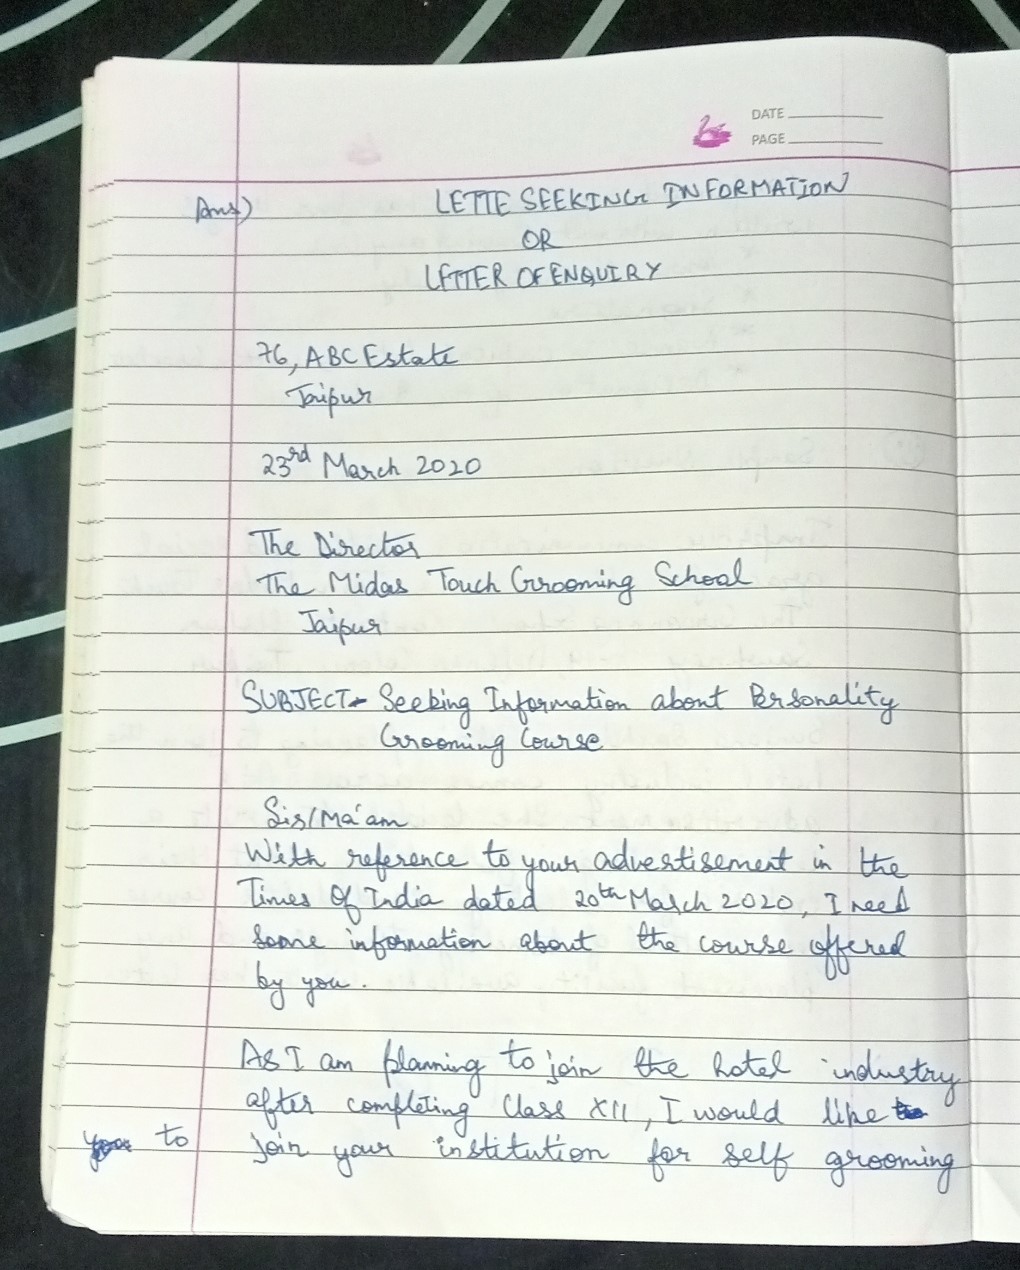 DATE
PAGE
Ans)
LETTE SEEKING INFORMATION
OR
LETTER OF ENQUIRY
76, ABC Estate
Jaipur
23rd March 2020
The Director
The Midas Touch Grooming School
Jaipur
SUBJECT- Seeking Information about Personality
Grooming Course
Sir/Ma'am
With reference to your advertisement in the
Times Of India dated 20th March 2020, I need
some information about the course offered
by you.
As I am planning to join the hotel industry
after completing Class XII, I would like
to join your institution for self grooming